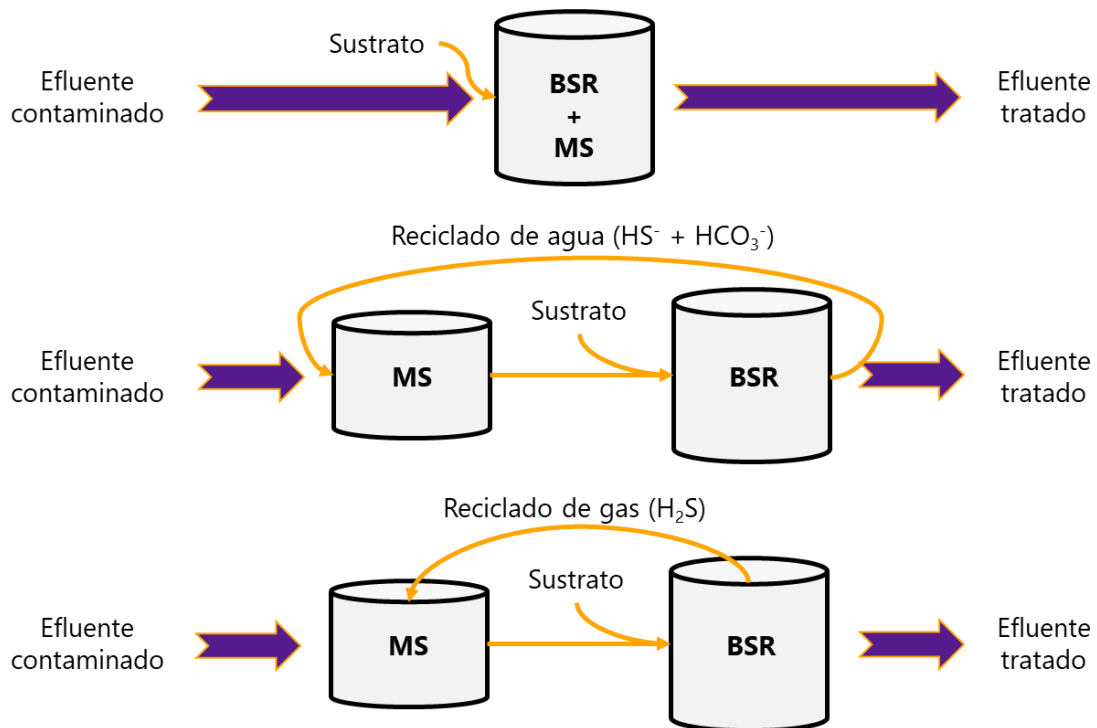 Sustrato
Efluente
contaminado
BSR
+
MS
Efluente
tratado
Reciclado de agua (HS⁻ + HCO₃⁻)
Sustrato
Efluente
contaminado
MS
BSR
Efluente
tratado
Reciclado de gas (H₂S)
Sustrato
Efluente
contaminado
MS
BSR
Efluente
tratado